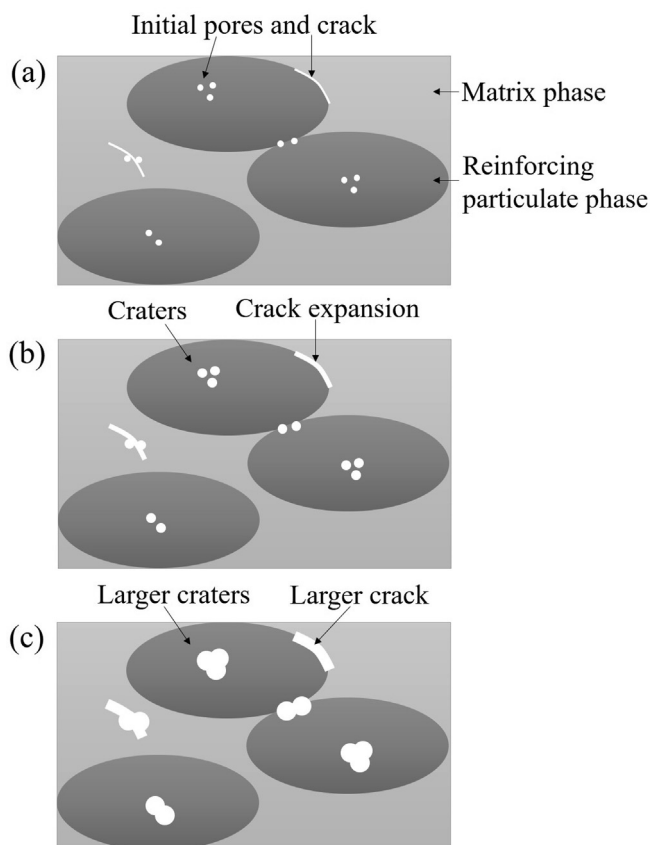 Initial pores and crack
(a)
Matrix phase
Reinforcing
particulate phase
Craters
Crack expansion
(b)
Larger craters
Larger crack
(c)